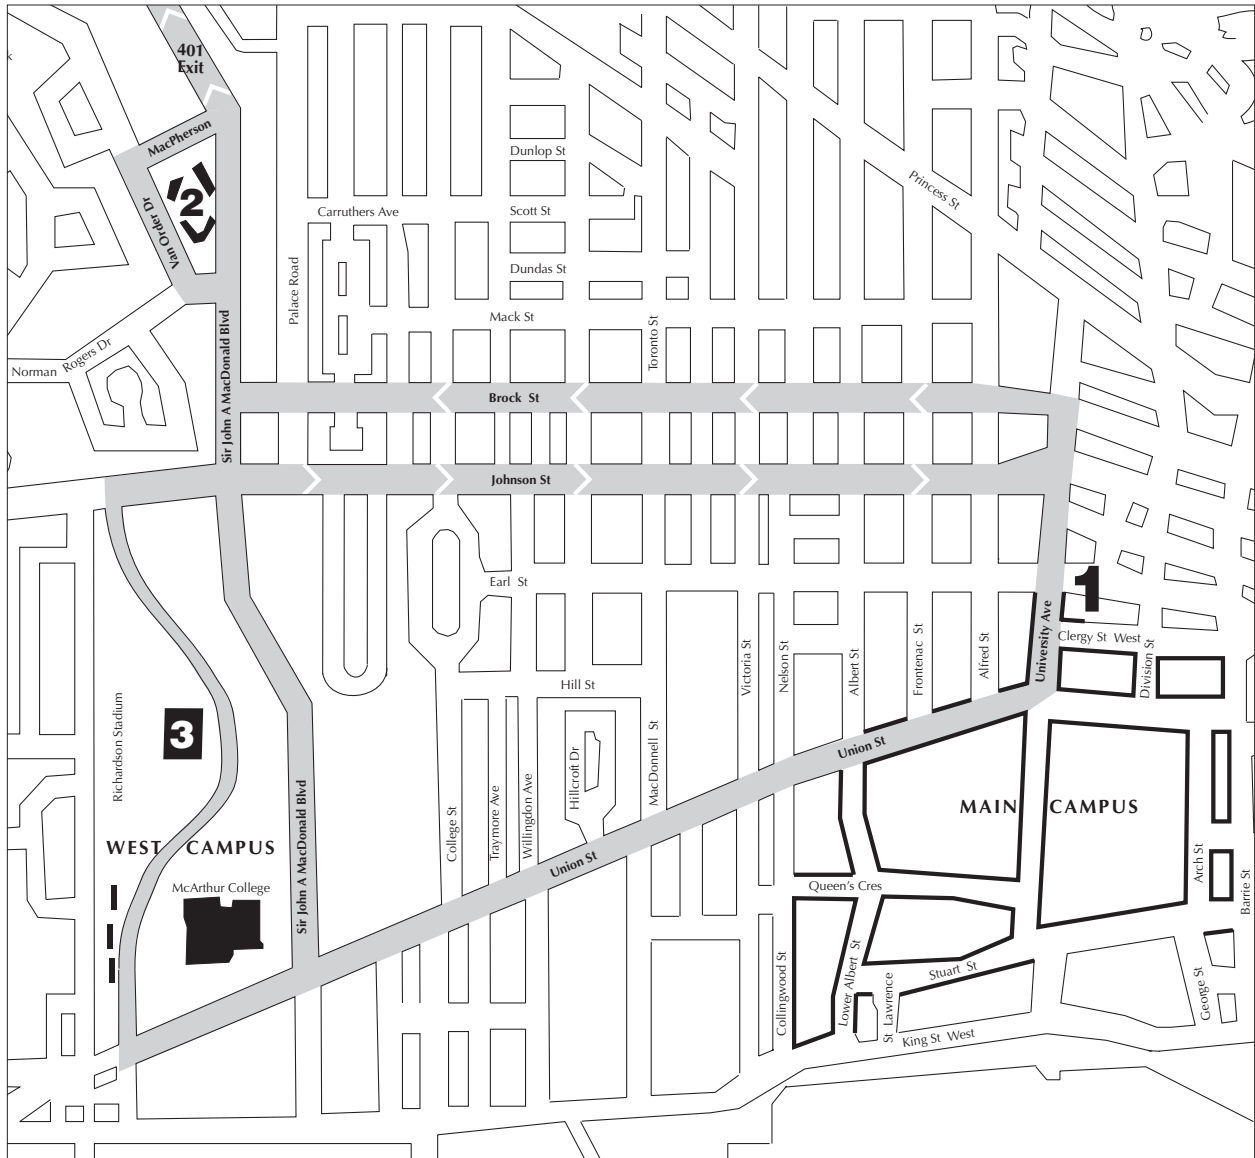 k
401
Exit
MacPherson
2
Dunlop St
Princess St
Van Order Dr
Carruthers Ave
Scott St
Dundas St
Palace Road
Mack St
Toronto St
Sir John A MacDonald Blvd
Norman
Rogers Dr
Brock St
Johnson St
Earl St
1
University Ave
Clergy St West
Division St
Victoria St
Nelson St
Albert St
Frontenac St
Alfred St
Hill St
Richardson Stadium
3
Hillcroft Dr
MacDonnell St
Union St
MAIN CAMPUS
Sir John A MacDonald Blvd
College St
Traymore Ave
Willingdon Ave
Union St
WEST CAMPUS
McArthur College
Queen's Cres
Arch St
Barrie St
Collingwood St
Lower Albert St
Stuart St
St Lawrence
George St
King St West